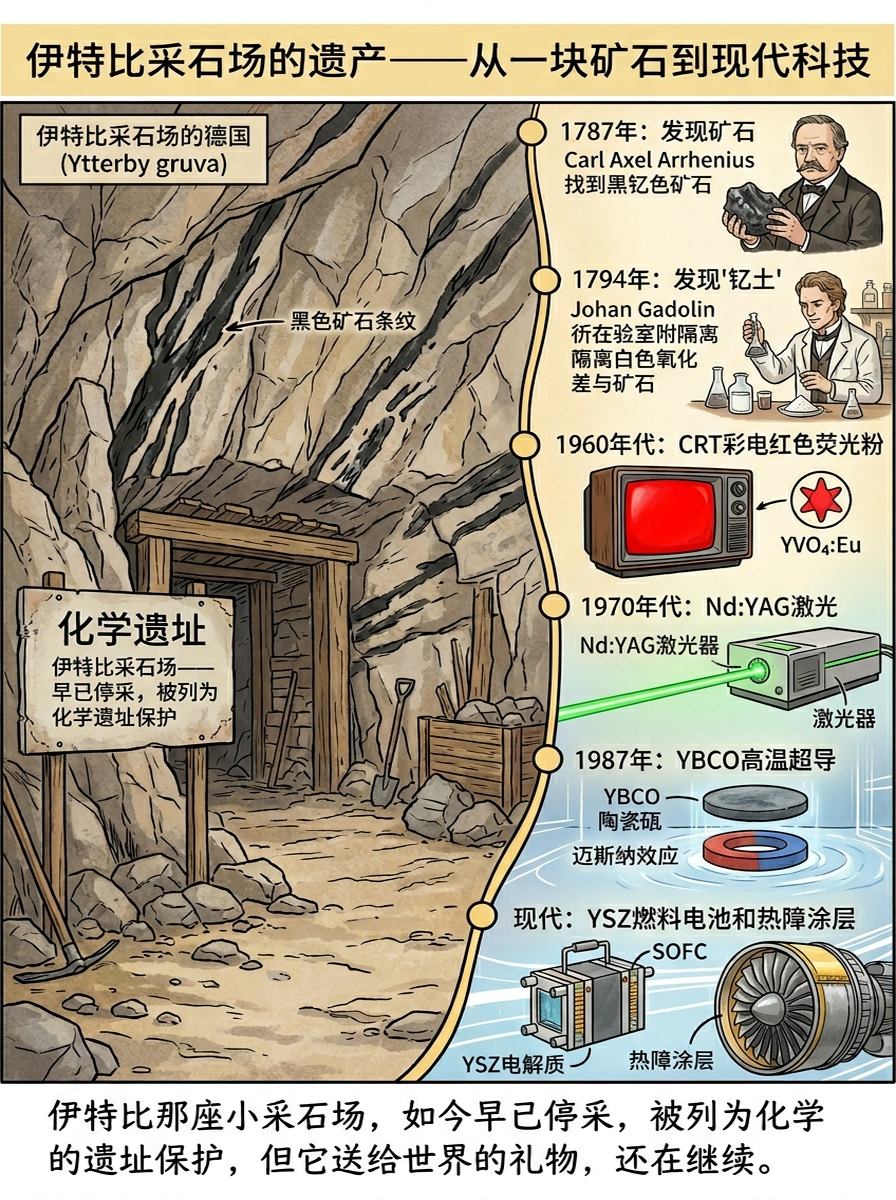 伊特比采石场的遗产——从一块矿石到现代科技
伊特比采石场的德国
(Ytterby gruva)
黑色矿石条纹
化学遗址
伊特比采石场——
早已停采，被列为
化学遗址保护
1787年：发现矿石
Carl Axel Arrhenius
找到黑钇色矿石
1794年：发现'钇土'
Johan Gadolin
衍在验室附隔离
隔离白色氧化
差与矿石
1960年代：CRT彩电红色荧光粉
YVO₄:Eu
1970年代：Nd:YAG激光
Nd:YAG激光器
激光器
1987年：YBCO高温超导
YBCO
迈斯纳效应
现代：YSZ燃料电池和热障涂层
SOFC
YSZ电解质
热障涂层
伊特比那座小采石场，如今早已停采，被列为化学
的遗址保护，但它送给世界的礼物，还在继续。